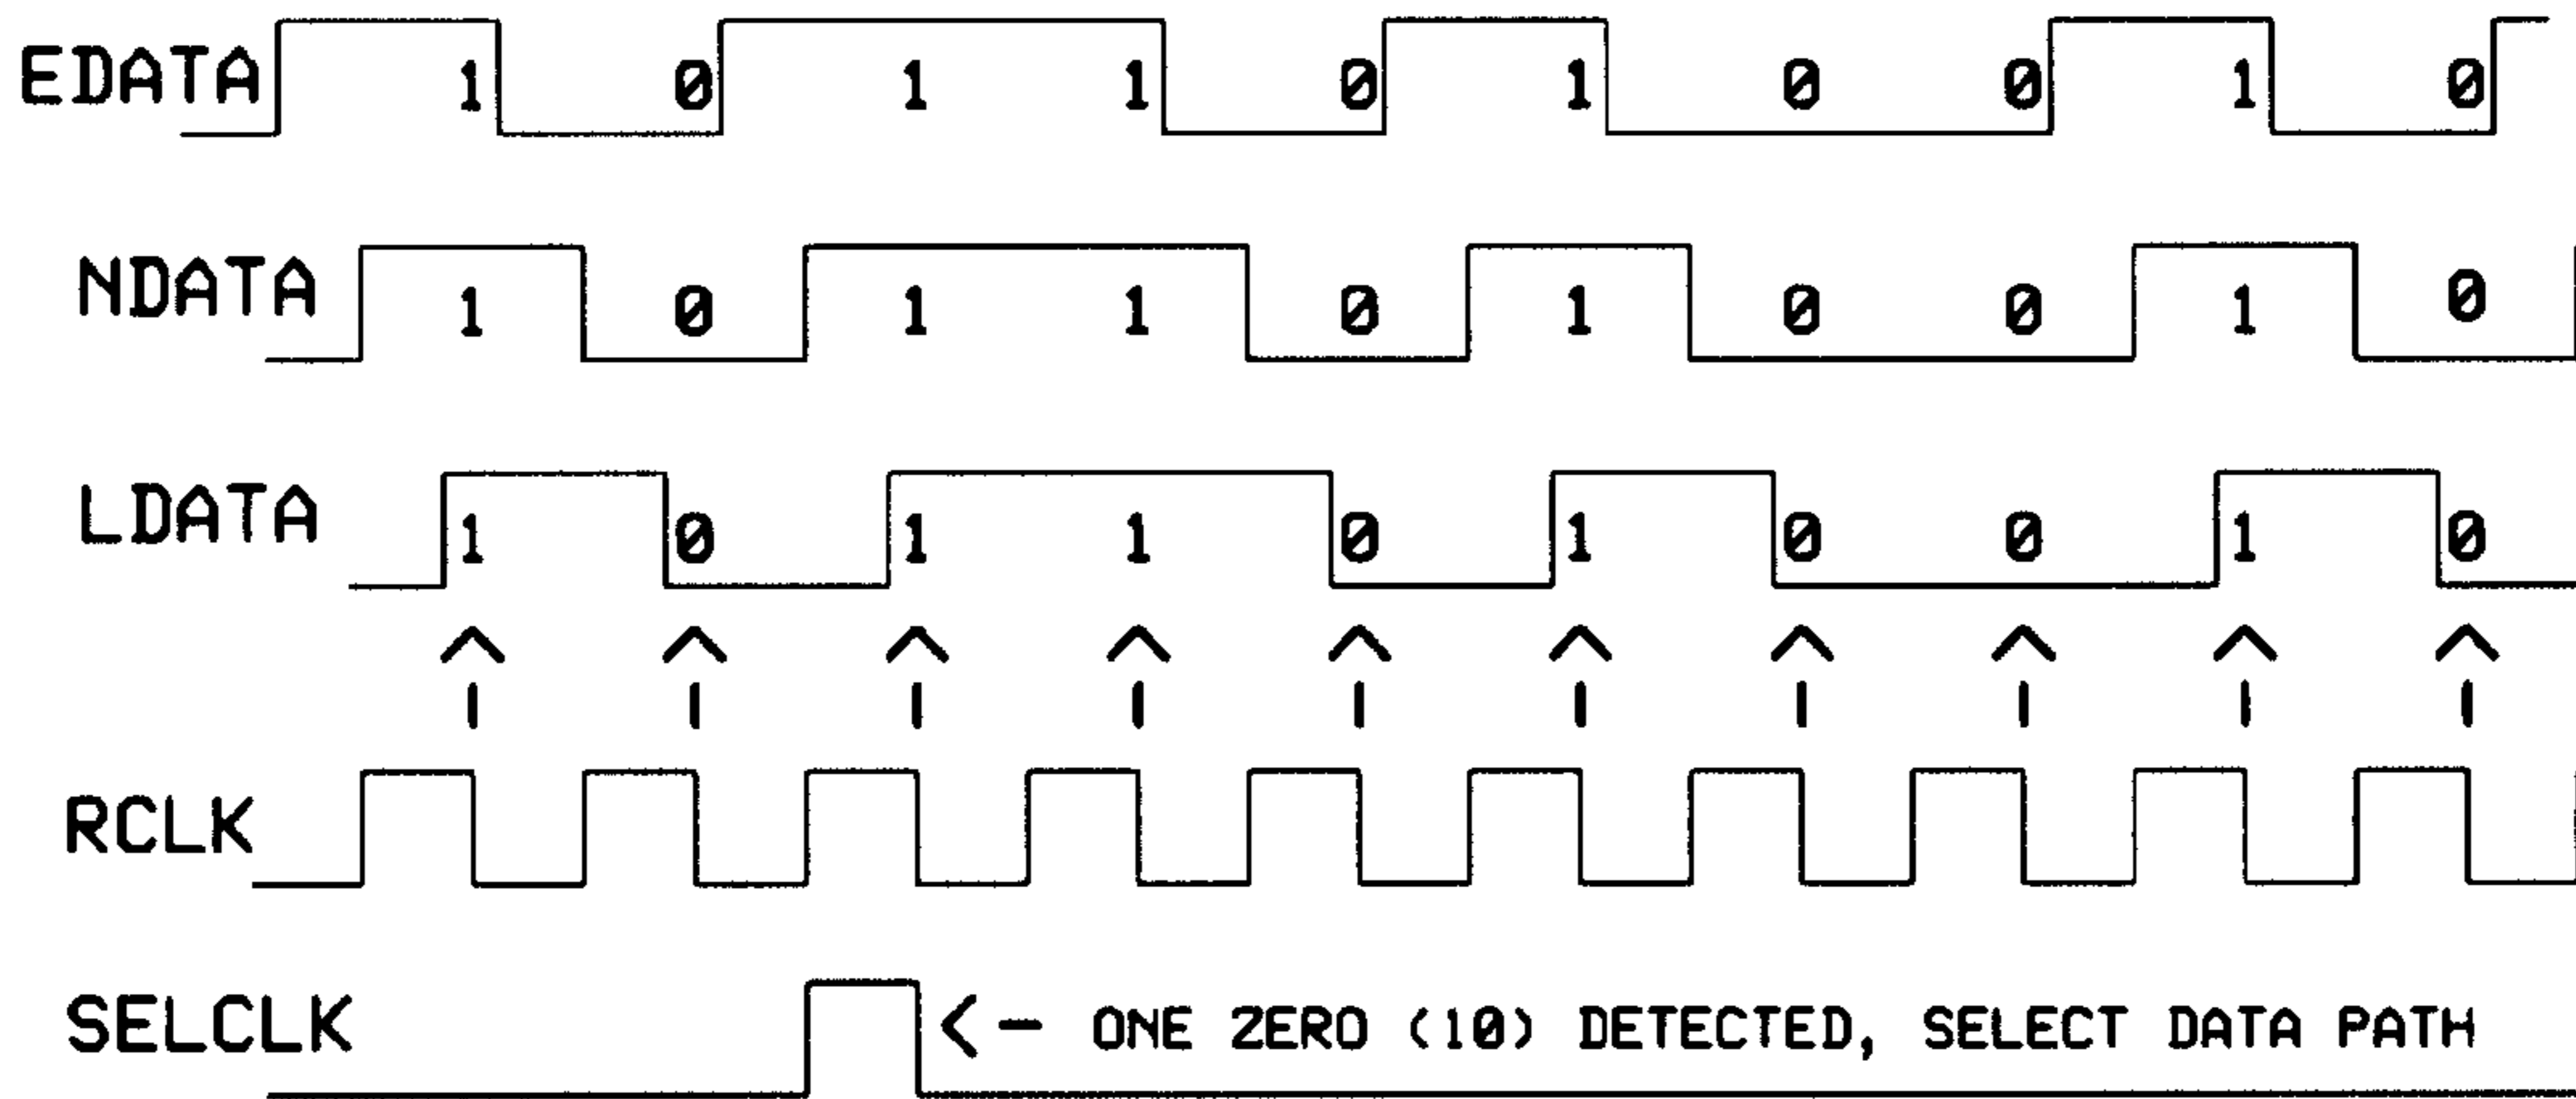 EDATA 1 0 1 1 0 1 0 0 1 0
NDATA 1 0 1 1 0 1 0 0 1 0
LDATA 1 0 1 1 0 1 0 0 1 0
RCLK
SELCLK <- ONE ZERO (10) DETECTED, SELECT DATA PATH